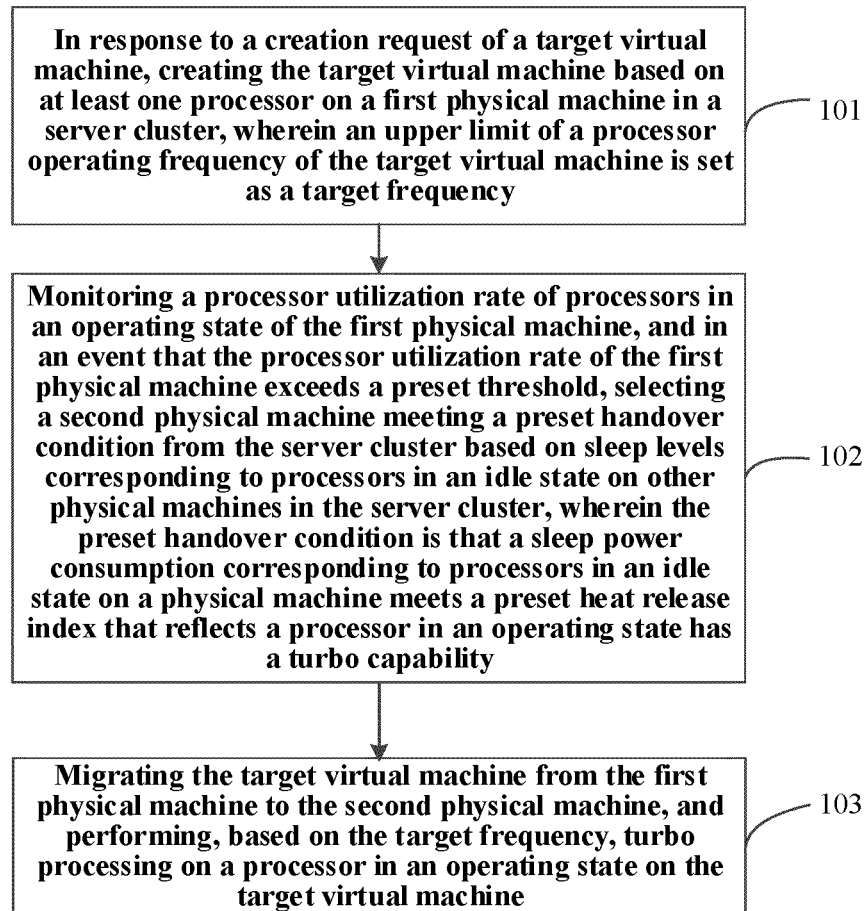 In response to a creation request of a target virtual
machine, creating the target virtual machine based on
at least one processor on a first physical machine in a
server cluster, wherein an upper limit of a processor
operating frequency of the target virtual machine is set
as a target frequency
101
Monitoring a processor utilization rate of processors in
an operating state of the first physical machine, and in
an event that the processor utilization rate of the first
physical machine exceeds a preset threshold, selecting
a second physical machine meeting a preset handover
condition from the server cluster based on sleep levels
corresponding to processors in an idle state on other
physical machines in the server cluster, wherein the
preset handover condition is that a sleep power
consumption corresponding to processors in an idle
state on a physical machine meets a preset heat release
index that reflects a processor in an operating state has
a turbo capability
102
Migrating the target virtual machine from the first
physical machine to the second physical machine, and
performing, based on the target frequency, turbo
processing on a processor in an operating state on the
target virtual machine
103